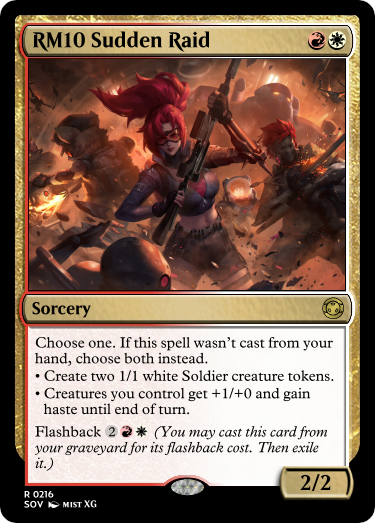 RM10 Sudden Raid
Sorcery
Choose one. If this spell wasn't cast from your
hand, choose both instead.
• Create two 1/1 white Soldier creature tokens.
• Creatures you control get +1/+0 and gain
haste until end of turn.
Flashback 2 (You may cast this card from
your graveyard for its flashback cost. Then exile
it.)
2/2
R 0216
SOV MIST XG